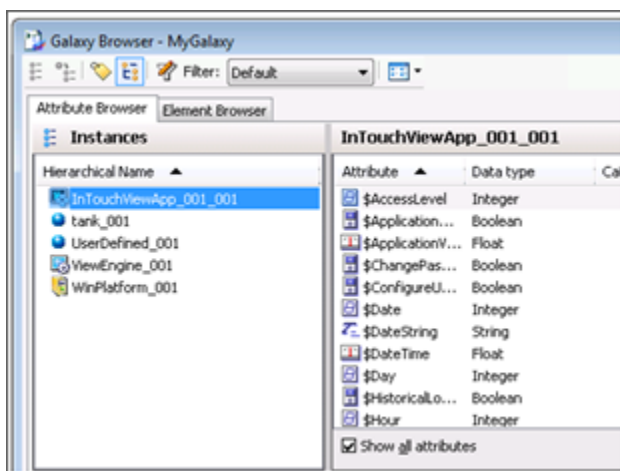 Galaxy Browser - MyGalaxy
Filter: Default
Attribute Browser Element Browser
Instances
Hierarchical Name
InTouchViewApp_001_001
tank_001
UserDefined_001
ViewEngine_001
WinPlatform_001
InTouchViewApp_001_001
Attribute Data type Cal
$AccessLevel Integer
$Application... Boolean
$ApplicationV... Float
$ChangePas... Boolean
$ConfigureU... Boolean
$Date Integer
$DateString String
$DateTime Float
$Day Integer
$HistoricalLo... Boolean
$Hour Integer
Show all attributes